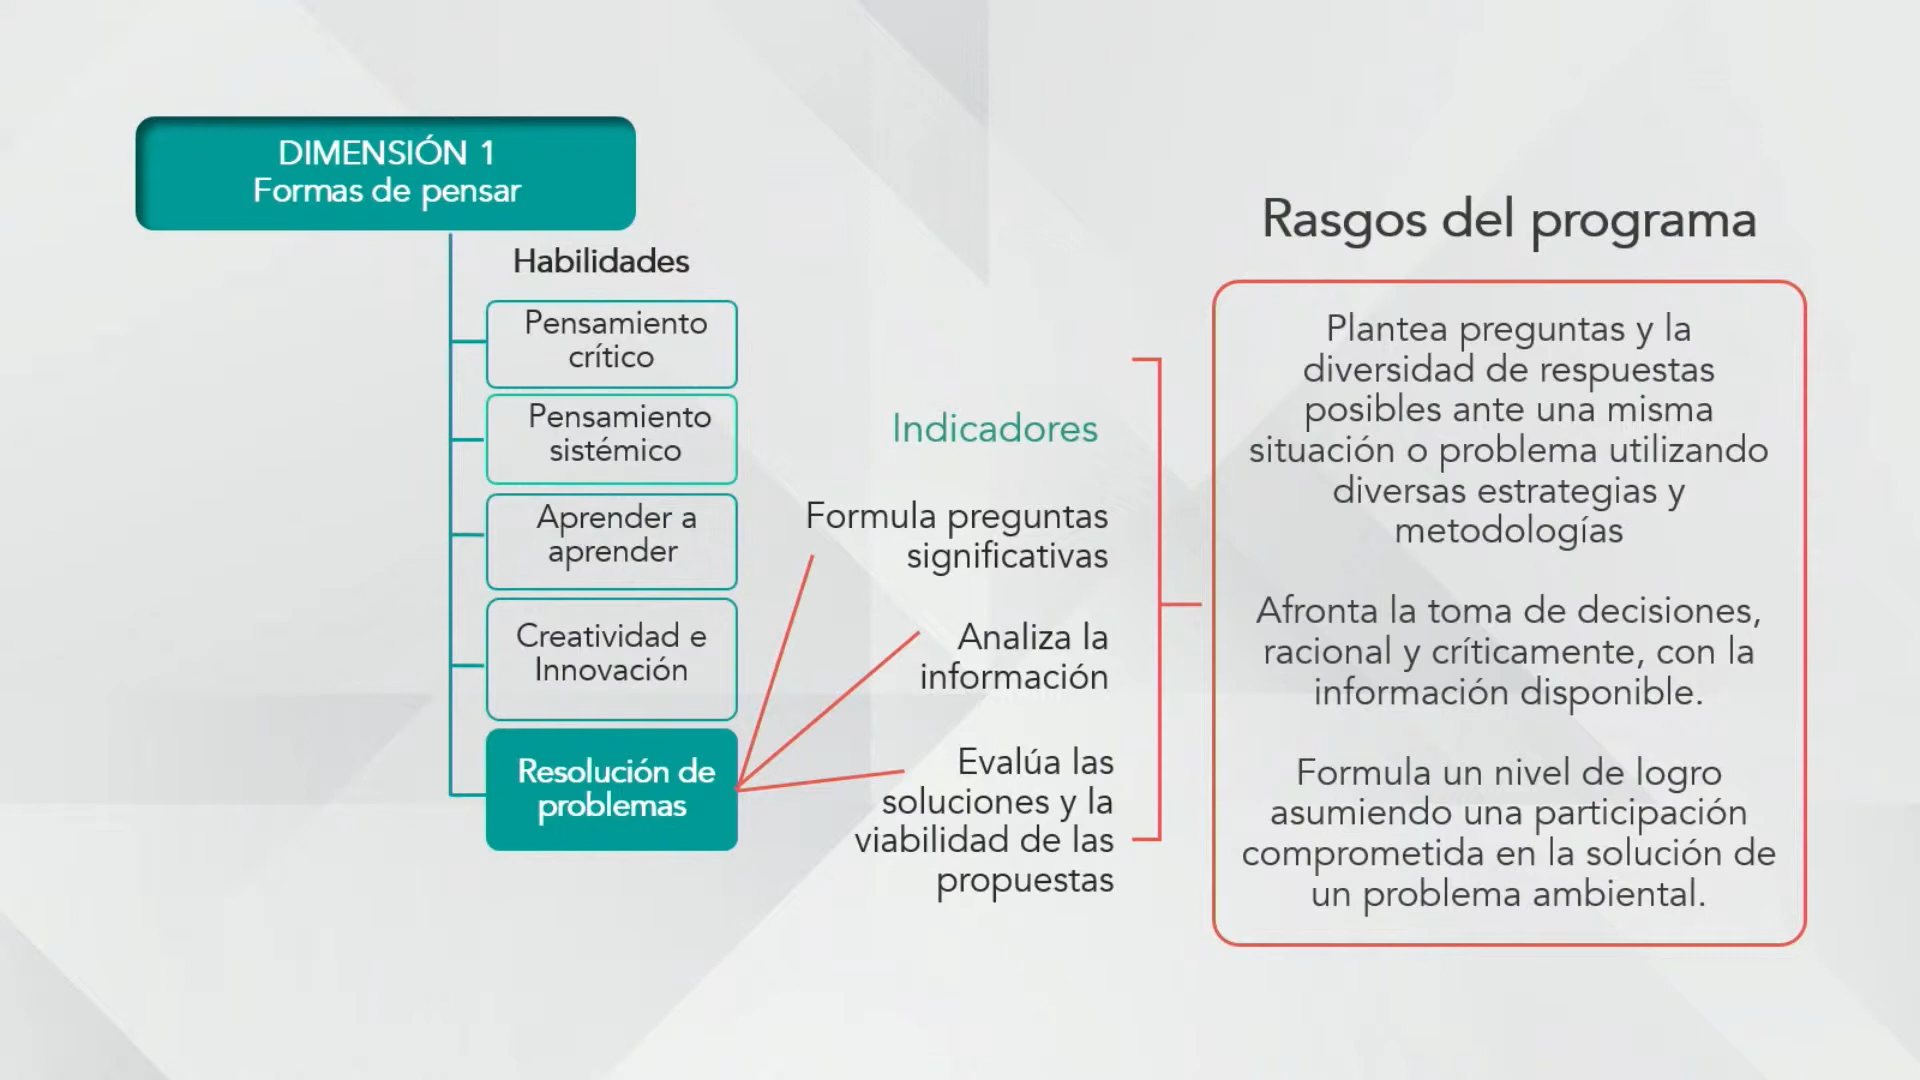 DIMENSIÓN 1
Formas de pensar
Habilidades
Pensamiento
crítico
Pensamiento
sistémico
Aprender a
aprender
Creatividad e
Innovación
Resolución de
problemas
Indicadores
Formula preguntas
significativas
Analiza la
información
Evalúa las
soluciones y la
viabilidad de las
propuestas
Rasgos del programa
Plantea preguntas y la
diversidad de respuestas
posibles ante una misma
situación o problema utilizando
diversas estrategias y
metodologías
Afronta la toma de decisiones,
racional y críticamente, con la
información disponible.
Formula un nivel de logro
asumiendo una participación
comprometida en la solución de
un problema ambiental.